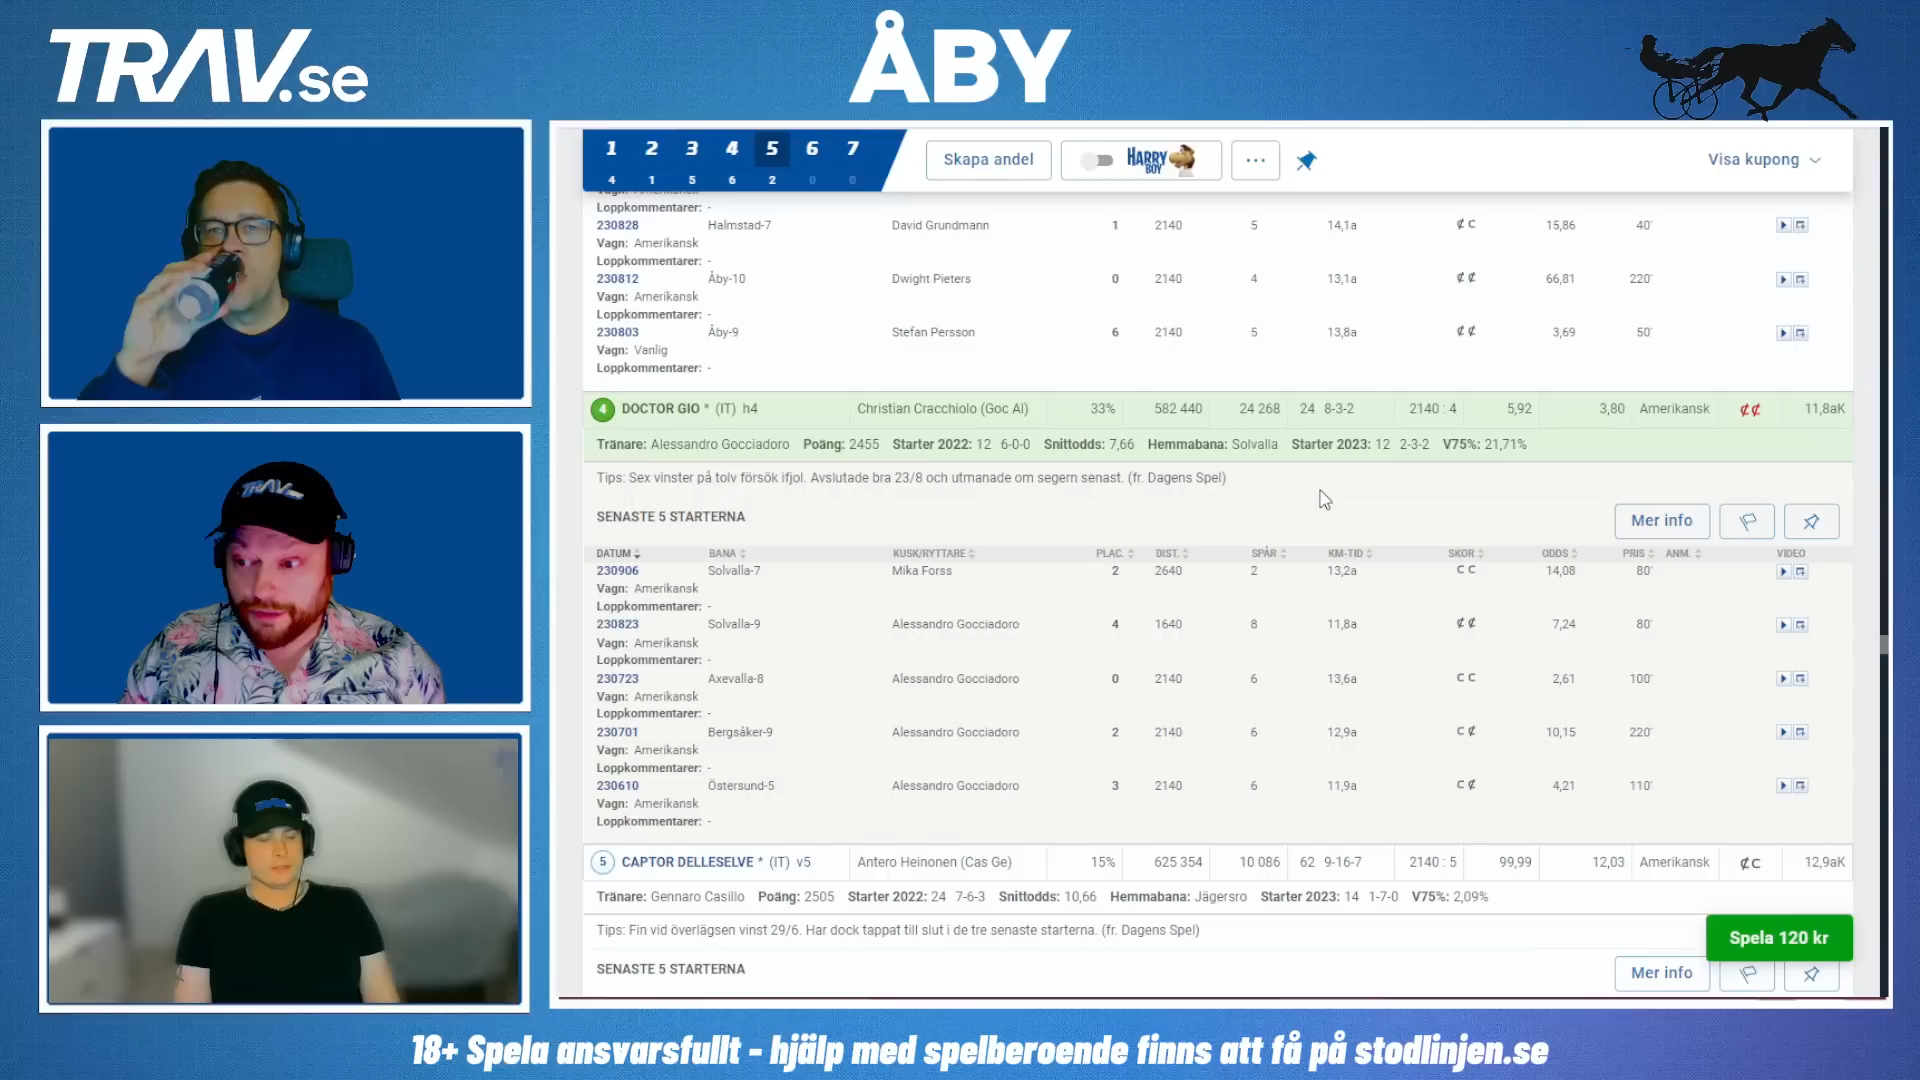 TRAV.se
ÅBY
1 2 3 4 5 6 7
4 1 5 6 2 0 0
Skapa andel
HARRY BOY
...
Visa kupong
Loppkommentarer: -
230828 Halmstad-7 David Grundmann 1 2140 5 14,1a ȼ C 15,86 40'
Vagn: Amerikansk
Loppkommentarer: -
230812 Åby-10 Dwight Pieters 0 2140 4 13,1a ȼ ȼ 66,81 220'
Vagn: Amerikansk
Loppkommentarer: -
230803 Åby-9 Stefan Persson 6 2140 5 13,8a ȼ ȼ 3,69 50'
Vagn: Vanlig
Loppkommentarer: -
4 DOCTOR GIO * (IT) h4 Christian Cracchiolo (Goc Al) 33% 582 440 24 268 24 8-3-2 2140 : 4 5,92 3,80 Amerikansk ȼȼ 11,8aK
Tränare: Alessandro Gocciadoro Poäng: 2455 Starter 2022: 12 6-0-0 Snittodds: 7,66 Hemmabana: Solvalla Starter 2023: 12 2-3-2 V75%: 21,71%
Tips: Sex vinster på tolv försök ifjol. Avslutade bra 23/8 och utmanade om segern senast. (fr. Dagens Spel)
SENASTE 5 STARTERNA
Mer info
DATUM BANA KUSK/RYTTARE PLAC. DIST. SPÅR KM-TID SKOR ODDS PRIS ANM. VIDEO
230906 Solvalla-7 Mika Forss 2 2640 2 13,2a C C 14,08 80'
Vagn: Amerikansk
Loppkommentarer: -
230823 Solvalla-9 Alessandro Gocciadoro 4 1640 8 11,8a ȼ ȼ 7,24 80'
Vagn: Amerikansk
Loppkommentarer: -
230723 Axevalla-8 Alessandro Gocciadoro 0 2140 6 13,6a C C 2,61 100'
Vagn: Amerikansk
Loppkommentarer: -
230701 Bergsåker-9 Alessandro Gocciadoro 2 2140 6 12,9a C ȼ 10,15 220'
Vagn: Amerikansk
Loppkommentarer: -
230610 Östersund-5 Alessandro Gocciadoro 3 2140 6 11,9a C ȼ 4,21 110'
Vagn: Amerikansk
Loppkommentarer: -
5 CAPTOR DELLESELVE * (IT) v5 Antero Heinonen (Cas Ge) 15% 625 354 10 086 62 9-16-7 2140 : 5 99,99 12,03 Amerikansk ȼC 12,9aK
Tränare: Gennaro Casillo Poäng: 2505 Starter 2022: 24 7-6-3 Snittodds: 10,66 Hemmabana: Jägersro Starter 2023: 14 1-7-0 V75%: 2,09%
Tips: Fin vid överlägsen vinst 29/6. Har dock tappat till slut i de tre senaste starterna. (fr. Dagens Spel)
Spela 120 kr
SENASTE 5 STARTERNA
Mer info
TRAV
18+ Spela ansvarsfullt - hjälp med spelberoende finns att få på stodlinjen.se